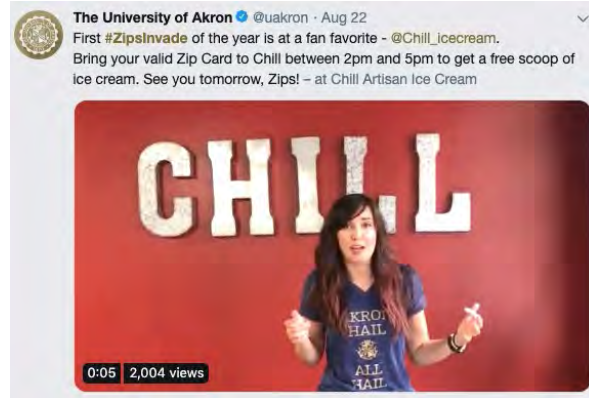 The University of Akron @uakron · Aug 22
First #ZipsInvade of the year is at a fan favorite - @Chill_icecream.
Bring your valid Zip Card to Chill between 2pm and 5pm to get a free scoop of
ice cream. See you tomorrow, Zips! – at Chill Artisan Ice Cream
CHILL
KRO
HAIL
ALL
HAIL
0:05 2,004 views